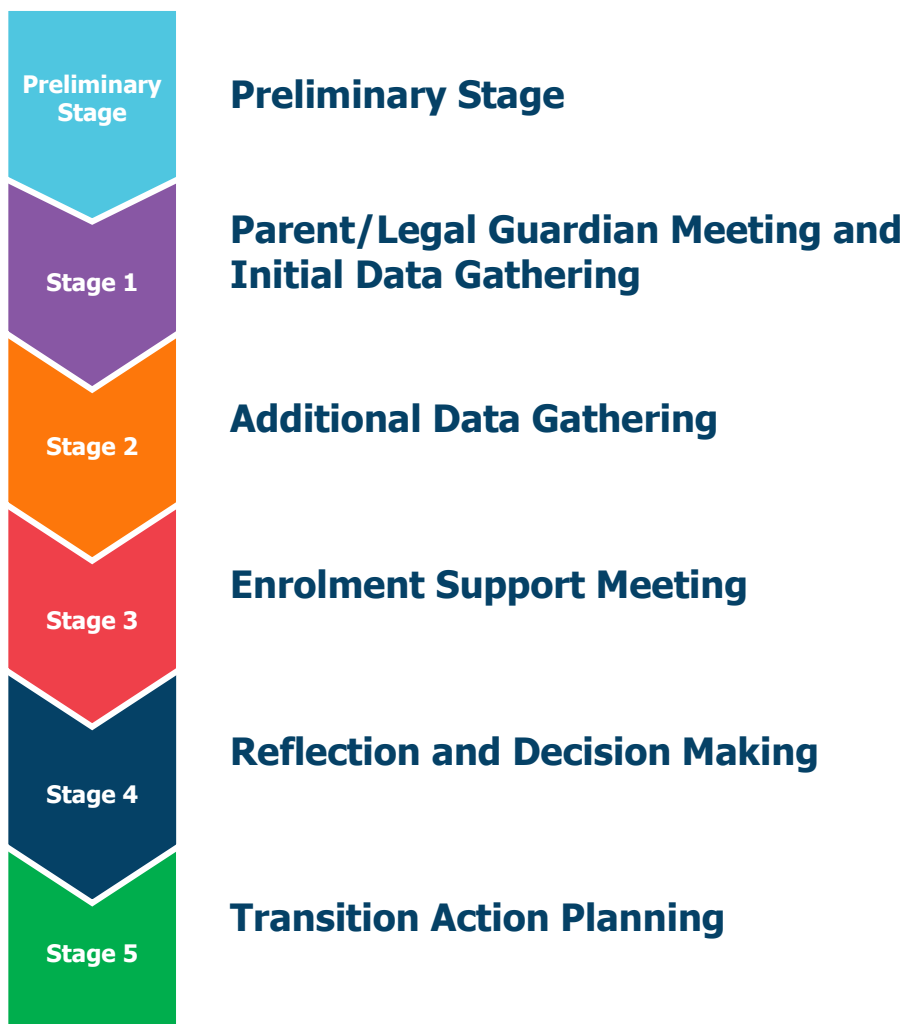 Preliminary
Stage
Preliminary Stage
Stage 1
Parent/Legal Guardian Meeting and
Initial Data Gathering
Stage 2
Additional Data Gathering
Stage 3
Enrolment Support Meeting
Stage 4
Reflection and Decision Making
Stage 5
Transition Action Planning